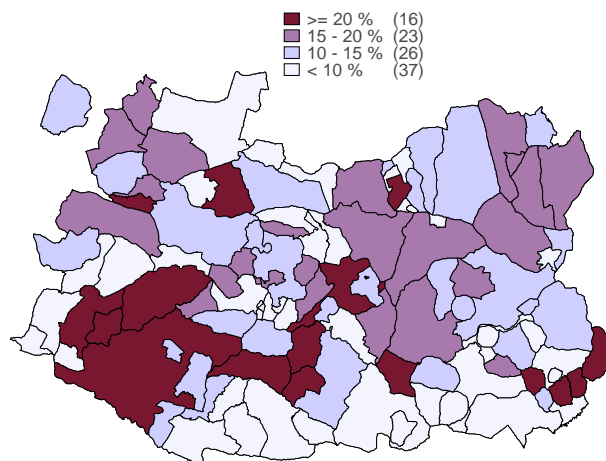 >= 20 % (16)
15 - 20 % (23)
10 - 15 % (26)
< 10 % (37)